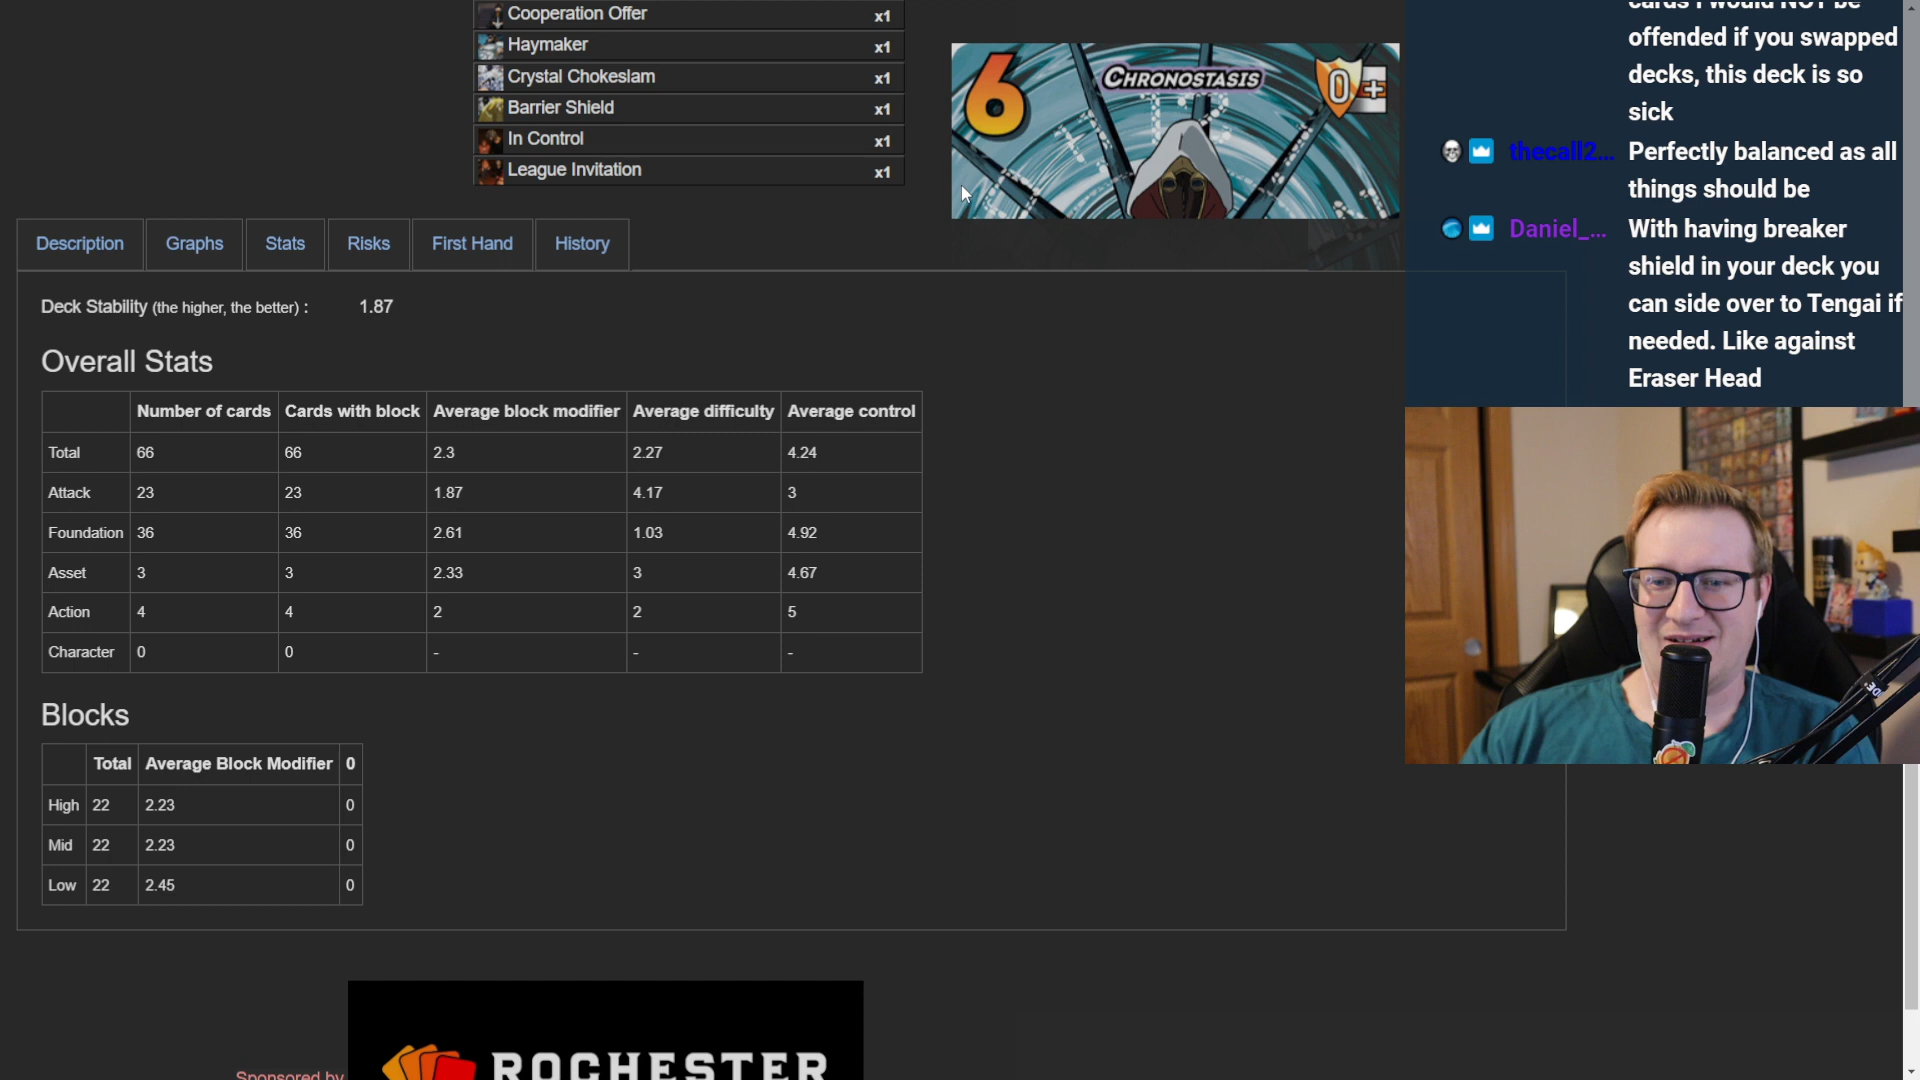 Cooperation Offer x1
Haymaker x1
Crystal Chokeslam x1
Barrier Shield x1
In Control x1
League Invitation x1
6 CHRONOSTASIS 0 +
Description Graphs Stats Risks First Hand History
Deck Stability (the higher, the better) : 1.87
Overall Stats
Number of cards Cards with block Average block modifier Average difficulty Average control
Total 66 66 2.3 2.27 4.24
Attack 23 23 1.87 4.17 3
Foundation 36 36 2.61 1.03 4.92
Asset 3 3 2.33 3 4.67
Action 4 4 2 2 5
Character 0 0 - - -
Blocks
Total Average Block Modifier 0
High 22 2.23 0
Mid 22 2.23 0
Low 22 2.45 0
Sponsored by
ROCHESTER
cards I would NOT be
offended if you swapped
decks, this deck is so
sick
thecall2... Perfectly balanced as all
things should be
Daniel_... With having breaker
shield in your deck you
can side over to Tengai if
needed. Like against
Eraser Head